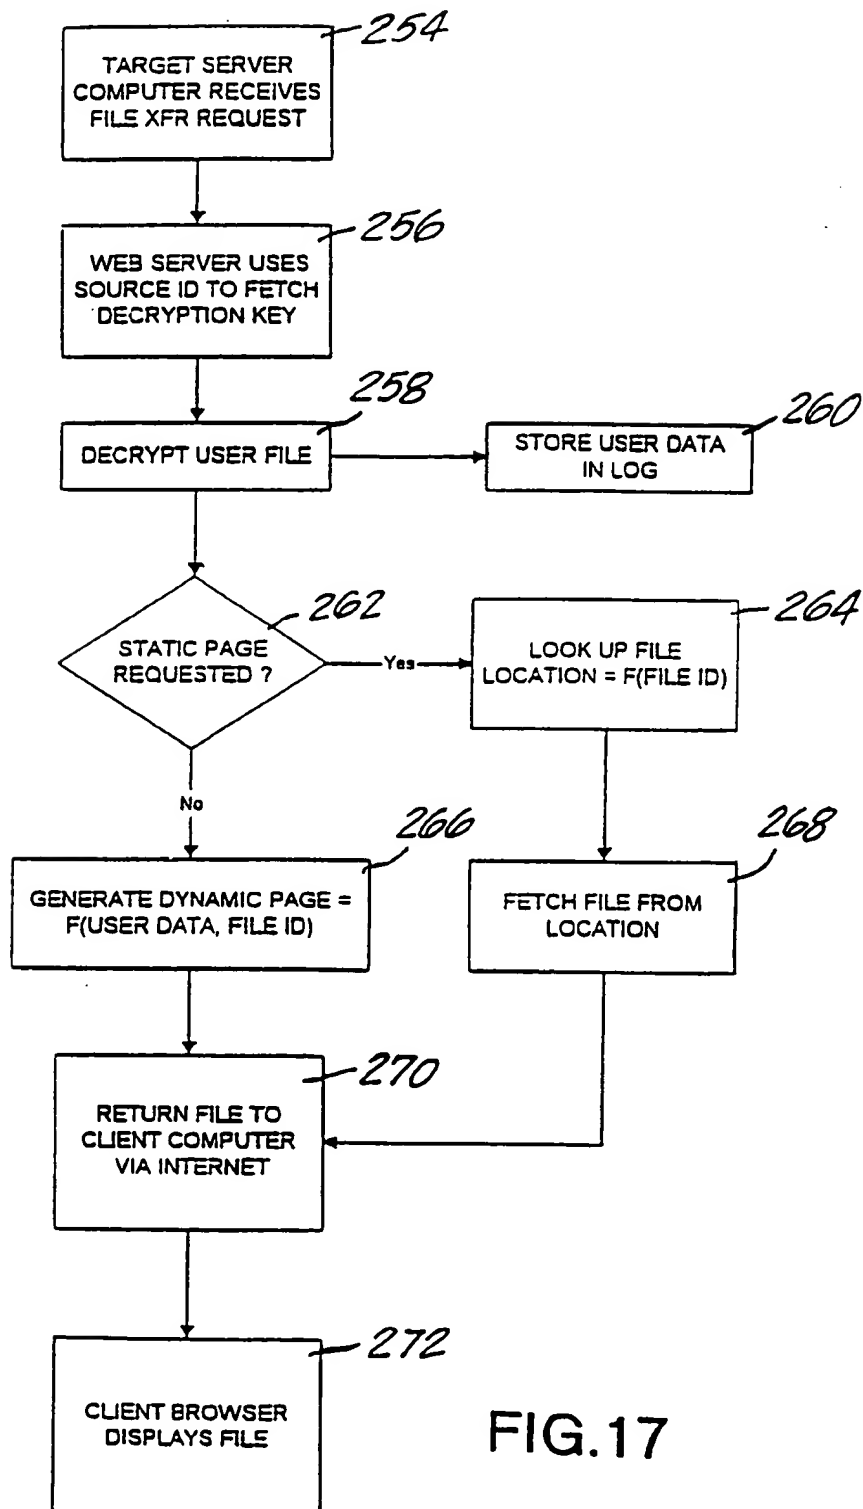 254
TARGET SERVER
COMPUTER RECEIVES
FILE XFR REQUEST
256
WEB SERVER USES
SOURCE ID TO FETCH
DECRYPTION KEY
258
DECRYPT USER FILE
260
STORE USER DATA
IN LOG
262
STATIC PAGE
REQUESTED ?
Yes
264
LOOK UP FILE
LOCATION = F(FILE ID)
No
266
GENERATE DYNAMIC PAGE =
F(USER DATA, FILE ID)
268
FETCH FILE FROM
LOCATION
270
RETURN FILE TO
CLIENT COMPUTER
VIA INTERNET
272
CLIENT BROWSER
DISPLAYS FILE
FIG.17